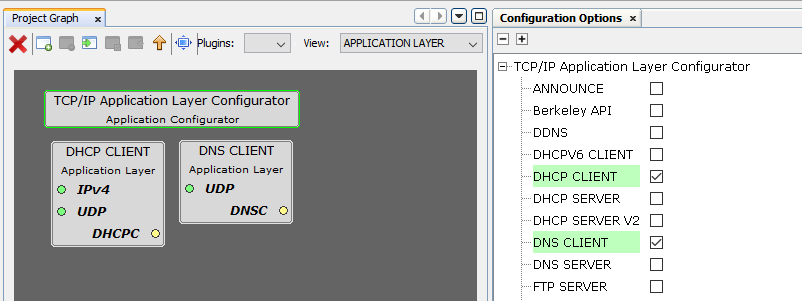 Project Graph x
Plugins:
View:
APPLICATION LAYER
TCP/IP Application Layer Configurator
Application Configurator
DHCP CLIENT
Application Layer
IPv4
UDP
DHCPC
DNS CLIENT
Application Layer
UDP
DNSC
Configuration Options x
TCP/IP Application Layer Configurator
ANNOUNCE
Berkeley API
DDNS
DHCPV6 CLIENT
DHCP CLIENT
DHCP SERVER
DHCP SERVER V2
DNS CLIENT
DNS SERVER
FTP SERVER